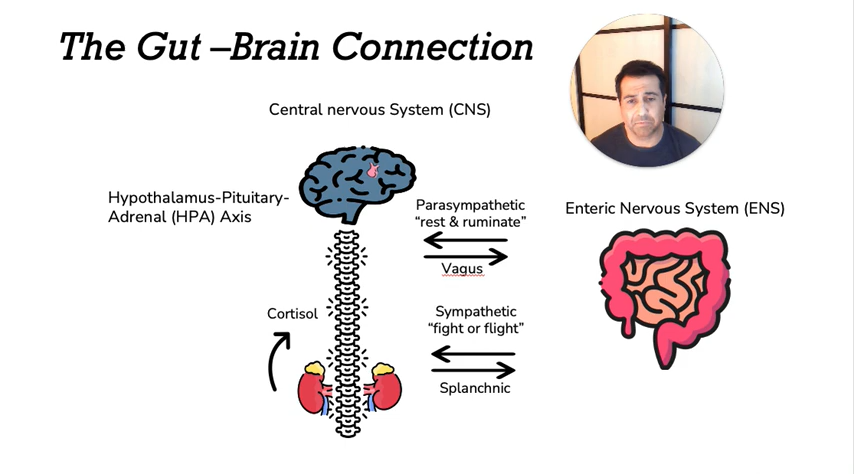 The Gut –Brain Connection
Central nervous System (CNS)
Hypothalamus-Pituitary-
Adrenal (HPA) Axis
Parasympathetic
“rest & ruminate”
Vagus
Enteric Nervous System (ENS)
Cortisol
Sympathetic
“fight or flight”
Splanchnic